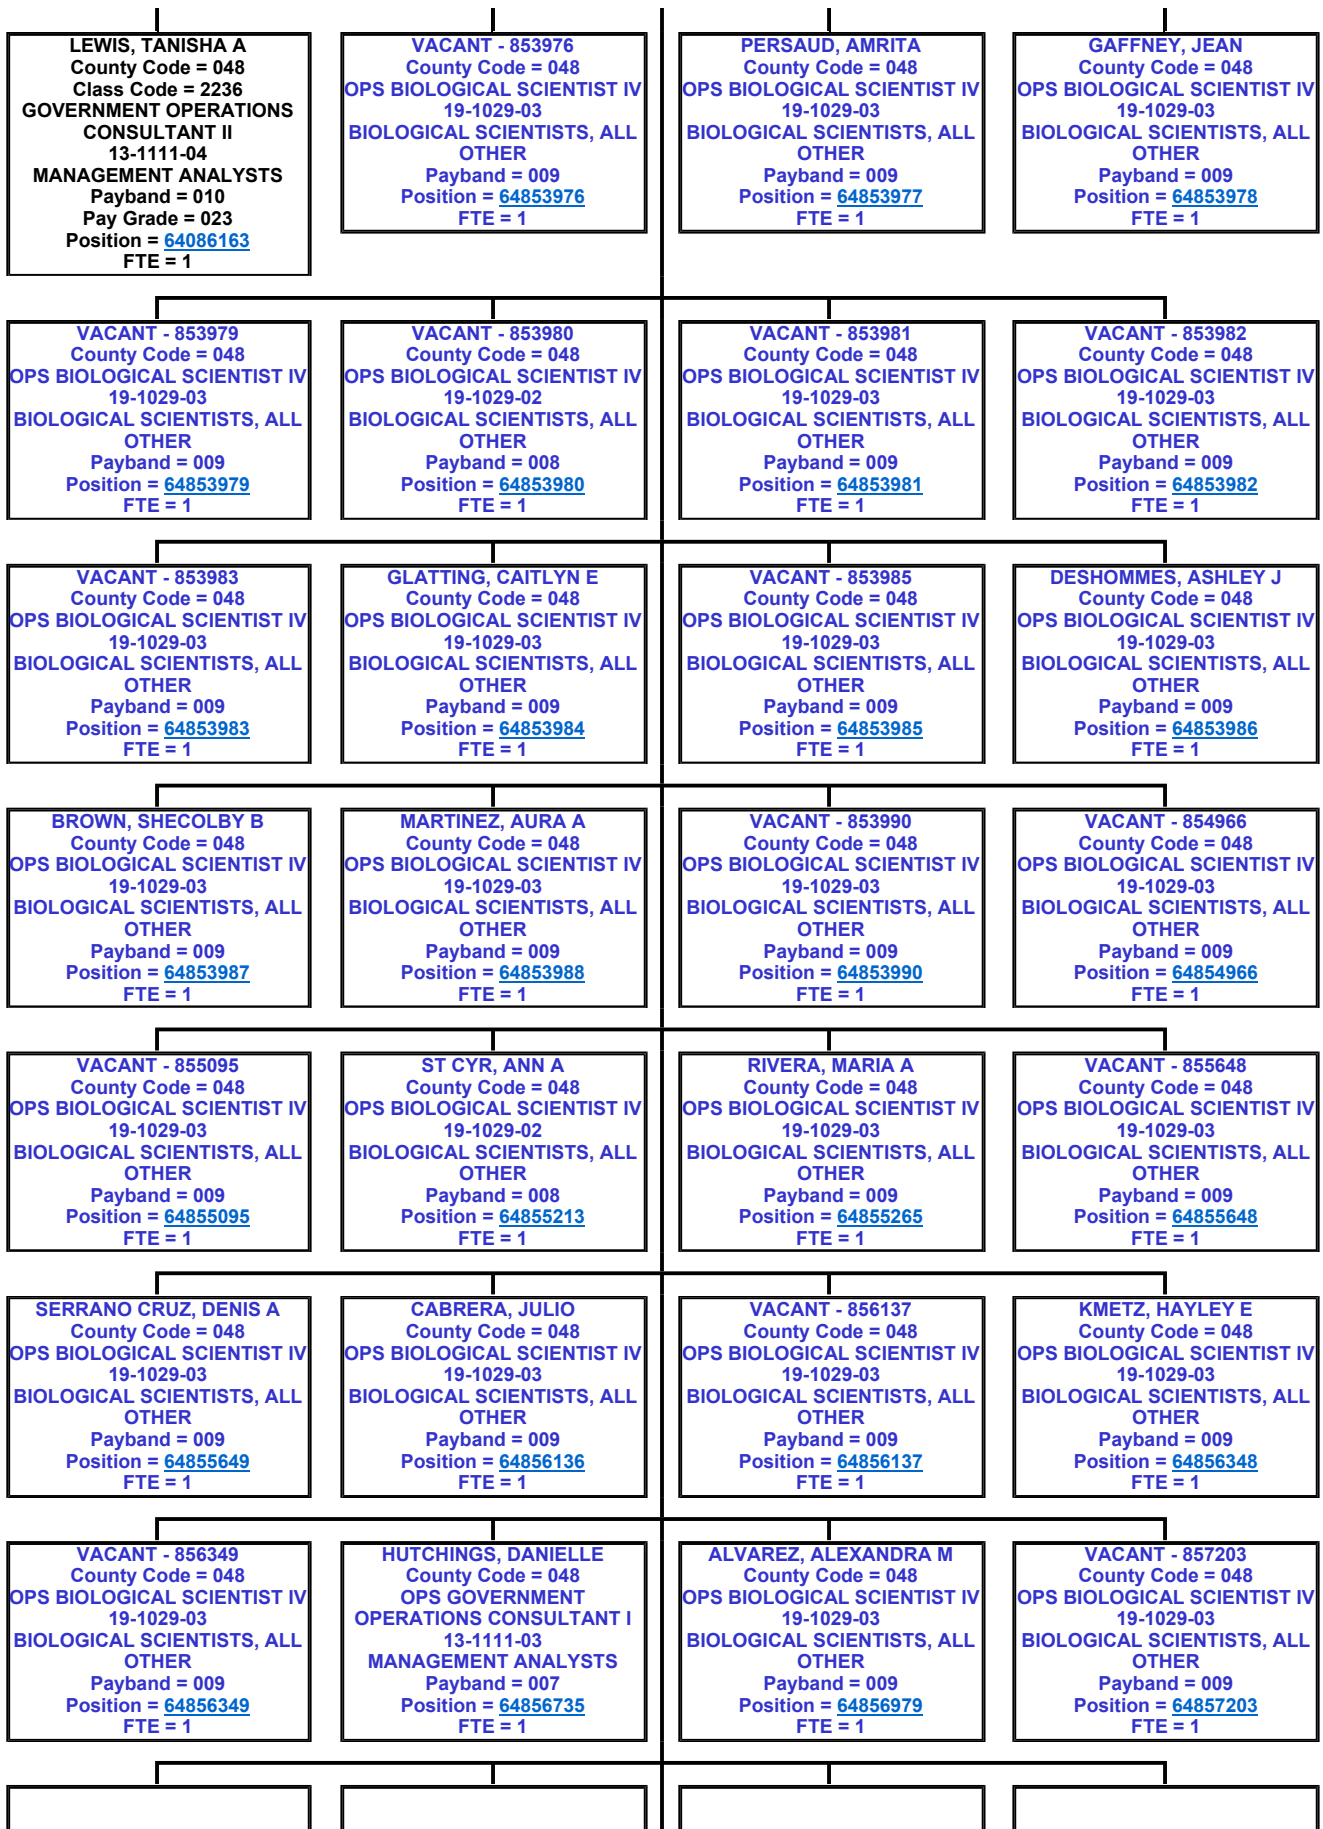 LEWIS, TANISHA A
County Code = 048
Class Code = 2236
GOVERNMENT OPERATIONS
CONSULTANT II
13-1111-04
MANAGEMENT ANALYSTS
Payband = 010
Pay Grade = 023
Position = 64086163
FTE = 1
VACANT - 853976
County Code = 048
OPS BIOLOGICAL SCIENTIST IV
19-1029-03
BIOLOGICAL SCIENTISTS, ALL
OTHER
Payband = 009
Position = 64853976
FTE = 1
PERSAUD, AMRITA
County Code = 048
OPS BIOLOGICAL SCIENTIST IV
19-1029-03
BIOLOGICAL SCIENTISTS, ALL
OTHER
Payband = 009
Position = 64853977
FTE = 1
GAFFNEY, JEAN
County Code = 048
OPS BIOLOGICAL SCIENTIST IV
19-1029-03
BIOLOGICAL SCIENTISTS, ALL
OTHER
Payband = 009
Position = 64853978
FTE = 1
VACANT - 853979
County Code = 048
OPS BIOLOGICAL SCIENTIST IV
19-1029-03
BIOLOGICAL SCIENTISTS, ALL
OTHER
Payband = 009
Position = 64853979
FTE = 1
VACANT - 853980
County Code = 048
OPS BIOLOGICAL SCIENTIST IV
19-1029-02
BIOLOGICAL SCIENTISTS, ALL
OTHER
Payband = 008
Position = 64853980
FTE = 1
VACANT - 853981
County Code = 048
OPS BIOLOGICAL SCIENTIST IV
19-1029-03
BIOLOGICAL SCIENTISTS, ALL
OTHER
Payband = 009
Position = 64853981
FTE = 1
VACANT - 853982
County Code = 048
OPS BIOLOGICAL SCIENTIST IV
19-1029-03
BIOLOGICAL SCIENTISTS, ALL
OTHER
Payband = 009
Position = 64853982
FTE = 1
VACANT - 853983
County Code = 048
OPS BIOLOGICAL SCIENTIST IV
19-1029-03
BIOLOGICAL SCIENTISTS, ALL
OTHER
Payband = 009
Position = 64853983
FTE = 1
GLATTING, CAITLYN E
County Code = 048
OPS BIOLOGICAL SCIENTIST IV
19-1029-03
BIOLOGICAL SCIENTISTS, ALL
OTHER
Payband = 009
Position = 64853984
FTE = 1
VACANT - 853985
County Code = 048
OPS BIOLOGICAL SCIENTIST IV
19-1029-03
BIOLOGICAL SCIENTISTS, ALL
OTHER
Payband = 009
Position = 64853985
FTE = 1
DESHOMMES, ASHLEY J
County Code = 048
OPS BIOLOGICAL SCIENTIST IV
19-1029-03
BIOLOGICAL SCIENTISTS, ALL
OTHER
Payband = 009
Position = 64853986
FTE = 1
BROWN, SHECOLBY B
County Code = 048
OPS BIOLOGICAL SCIENTIST IV
19-1029-03
BIOLOGICAL SCIENTISTS, ALL
OTHER
Payband = 009
Position = 64853987
FTE = 1
MARTINEZ, AURA A
County Code = 048
OPS BIOLOGICAL SCIENTIST IV
19-1029-03
BIOLOGICAL SCIENTISTS, ALL
OTHER
Payband = 009
Position = 64853988
FTE = 1
VACANT - 853990
County Code = 048
OPS BIOLOGICAL SCIENTIST IV
19-1029-03
BIOLOGICAL SCIENTISTS, ALL
OTHER
Payband = 009
Position = 64853990
FTE = 1
VACANT - 854966
County Code = 048
OPS BIOLOGICAL SCIENTIST IV
19-1029-03
BIOLOGICAL SCIENTISTS, ALL
OTHER
Payband = 009
Position = 64854966
FTE = 1
VACANT - 855095
County Code = 048
OPS BIOLOGICAL SCIENTIST IV
19-1029-03
BIOLOGICAL SCIENTISTS, ALL
OTHER
Payband = 009
Position = 64855095
FTE = 1
ST CYR, ANN A
County Code = 048
OPS BIOLOGICAL SCIENTIST IV
19-1029-02
BIOLOGICAL SCIENTISTS, ALL
OTHER
Payband = 008
Position = 64855213
FTE = 1
RIVERA, MARIA A
County Code = 048
OPS BIOLOGICAL SCIENTIST IV
19-1029-03
BIOLOGICAL SCIENTISTS, ALL
OTHER
Payband = 009
Position = 64855265
FTE = 1
VACANT - 855648
County Code = 048
OPS BIOLOGICAL SCIENTIST IV
19-1029-03
BIOLOGICAL SCIENTISTS, ALL
OTHER
Payband = 009
Position = 64855648
FTE = 1
SERRANO CRUZ, DENIS A
County Code = 048
OPS BIOLOGICAL SCIENTIST IV
19-1029-03
BIOLOGICAL SCIENTISTS, ALL
OTHER
Payband = 009
Position = 64855649
FTE = 1
CABRERA, JULIO
County Code = 048
OPS BIOLOGICAL SCIENTIST IV
19-1029-03
BIOLOGICAL SCIENTISTS, ALL
OTHER
Payband = 009
Position = 64856136
FTE = 1
VACANT - 856137
County Code = 048
OPS BIOLOGICAL SCIENTIST IV
19-1029-03
BIOLOGICAL SCIENTISTS, ALL
OTHER
Payband = 009
Position = 64856137
FTE = 1
KMETZ, HAYLEY E
County Code = 048
OPS BIOLOGICAL SCIENTIST IV
19-1029-03
BIOLOGICAL SCIENTISTS, ALL
OTHER
Payband = 009
Position = 64856348
FTE = 1
VACANT - 856349
County Code = 048
OPS BIOLOGICAL SCIENTIST IV
19-1029-03
BIOLOGICAL SCIENTISTS, ALL
OTHER
Payband = 009
Position = 64856349
FTE = 1
HUTCHINGS, DANIELLE
County Code = 048
OPS GOVERNMENT
OPERATIONS CONSULTANT I
13-1111-03
MANAGEMENT ANALYSTS
Payband = 007
Position = 64856735
FTE = 1
ALVAREZ, ALEXANDRA M
County Code = 048
OPS BIOLOGICAL SCIENTIST IV
19-1029-03
BIOLOGICAL SCIENTISTS, ALL
OTHER
Payband = 009
Position = 64856979
FTE = 1
VACANT - 857203
County Code = 048
OPS BIOLOGICAL SCIENTIST IV
19-1029-03
BIOLOGICAL SCIENTISTS, ALL
OTHER
Payband = 009
Position = 64857203
FTE = 1